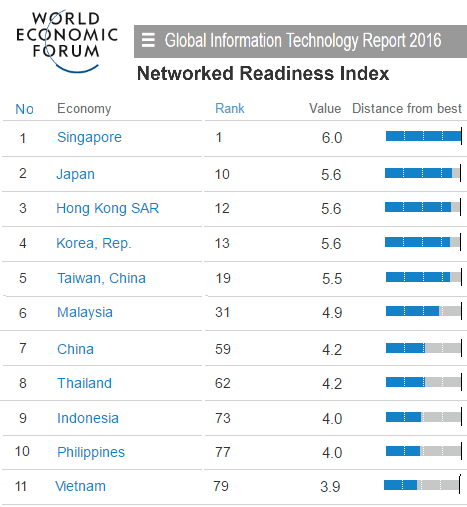 WORLD
ECONOMIC
FORUM
☰ Global Information Technology Report 2016
Networked Readiness Index
No Economy Rank Value Distance from best
1 Singapore 1 6.0
2 Japan 10 5.6
3 Hong Kong SAR 12 5.6
4 Korea, Rep. 13 5.6
5 Taiwan, China 19 5.5
6 Malaysia 31 4.9
7 China 59 4.2
8 Thailand 62 4.2
9 Indonesia 73 4.0
10 Philippines 77 4.0
11 Vietnam 79 3.9